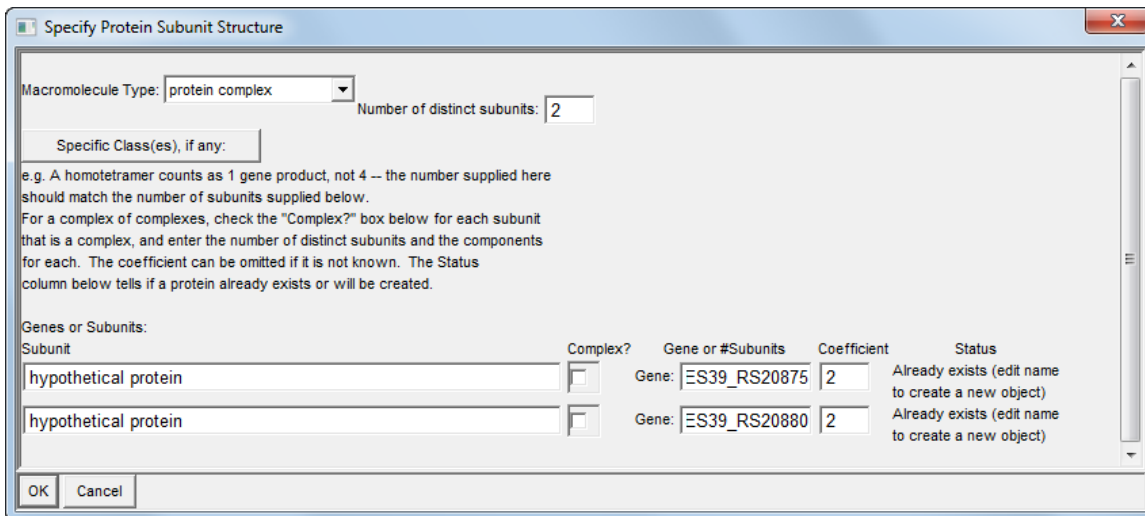 Specify Protein Subunit Structure
Macromolecule Type: protein complex
Number of distinct subunits: 2
Specific Class(es), if any:
e.g. A homotetramer counts as 1 gene product, not 4 -- the number supplied here
should match the number of subunits supplied below.
For a complex of complexes, check the "Complex?" box below for each subunit
that is a complex, and enter the number of distinct subunits and the components
for each. The coefficient can be omitted if it is not known. The Status
column below tells if a protein already exists or will be created.
Genes or Subunits:
Subunit Complex? Gene or #Subunits Coefficient Status
hypothetical protein Gene: ES39_RS20875 2 Already exists (edit name
to create a new object)
hypothetical protein Gene: ES39_RS20880 2 Already exists (edit name
to create a new object)
OK Cancel